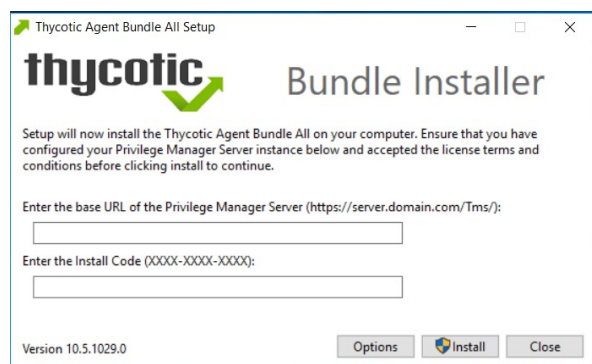 Thycotic Agent Bundle All Setup
thycotic
Bundle Installer
Setup will now install the Thycotic Agent Bundle All on your computer. Ensure that you have
configured your Privilege Manager Server instance below and accepted the license terms and
conditions before clicking install to continue.
Enter the base URL of the Privilege Manager Server (https://server.domain.com/Tms/):
Enter the Install Code (XXXX-XXXX-XXXX):
Version 10.5.1029.0
Options
Install
Close